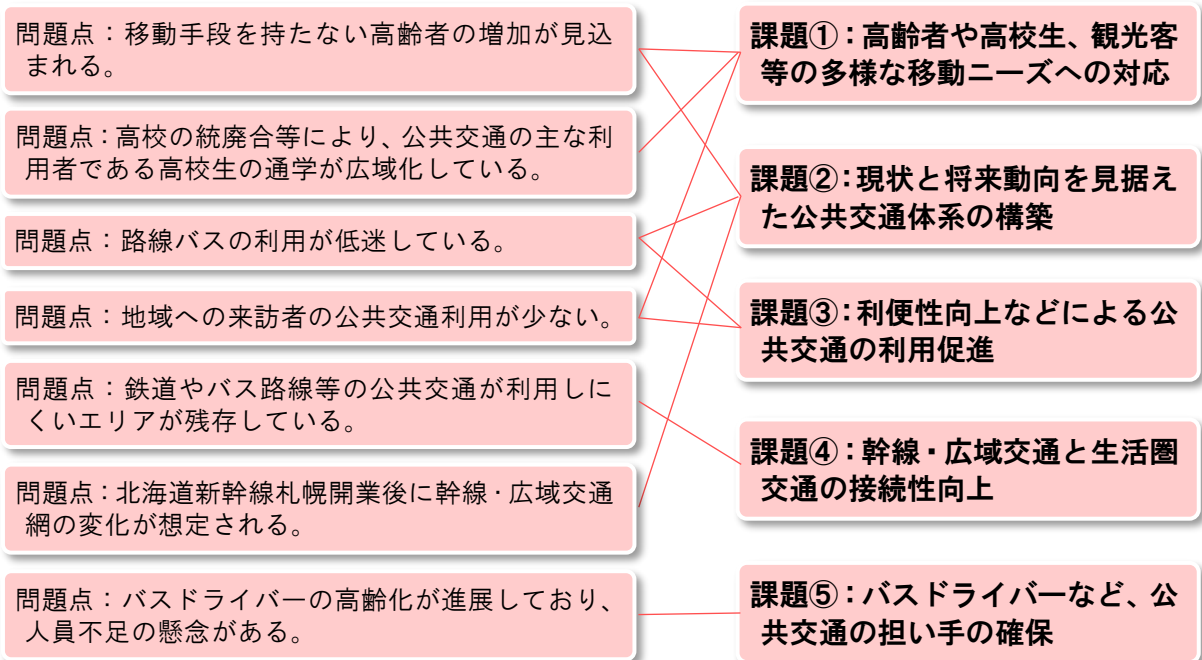 問題点：移動手段を持たない高齢者の増加が見込
まれる。
問題点：高校の統廃合等により、公共交通の主な利
用者である高校生の通学が広域化している。
問題点：路線バスの利用が低迷している。
問題点：地域への来訪者の公共交通利用が少ない。
問題点：鉄道やバス路線等の公共交通が利用しに
くいエリアが残存している。
問題点：北海道新幹線札幌開業後に幹線・広域交通
網の変化が想定される。
問題点：バスドライバーの高齢化が進展しており、
人員不足の懸念がある。
課題①：高齢者や高校生、観光客
等の多様な移動ニーズへの対応
課題②：現状と将来動向を見据え
た公共交通体系の構築
課題③：利便性向上などによる公
共交通の利用促進
課題④：幹線・広域交通と生活圏
交通の接続性向上
課題⑤：バスドライバーなど、公
共交通の担い手の確保